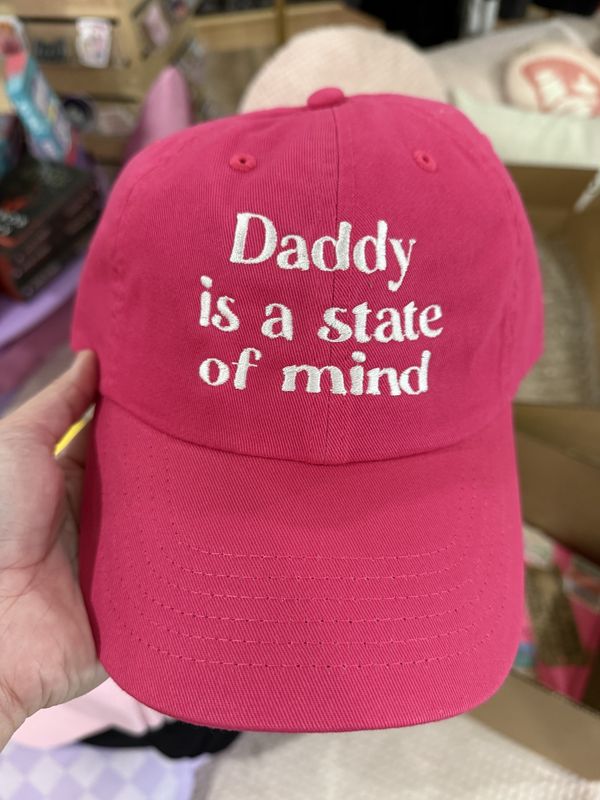 Daddy
is a state
of mind